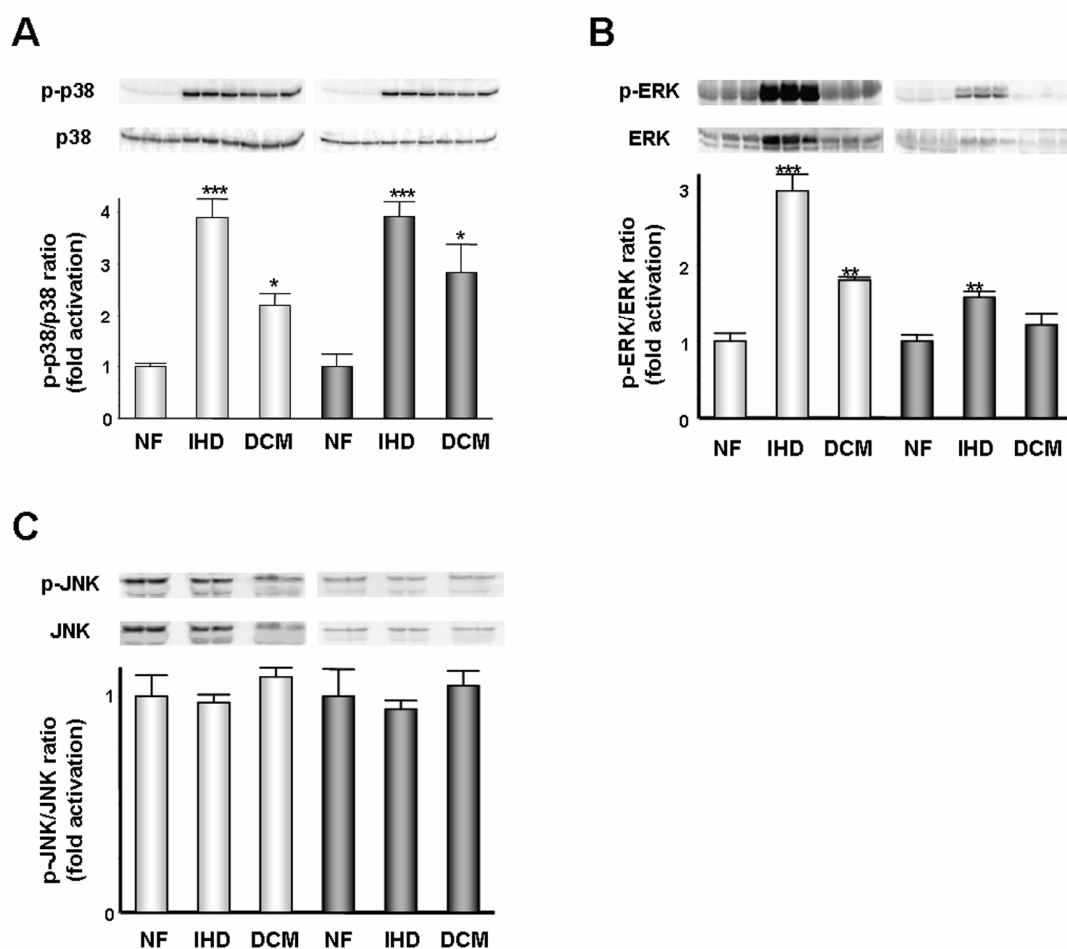 A
p-p38
p38
p-p38/p38 ratio
(fold activation)
4
3
2
1
0
***
*
***
*
NF IHD DCM NF IHD DCM
B
p-ERK
ERK
p-ERK/ERK ratio
(fold activation)
3
2
1
0
***
**
**
NF IHD DCM NF IHD DCM
C
p-JNK
JNK
p-JNK/JNK ratio
(fold activation)
1
0
NF IHD DCM NF IHD DCM